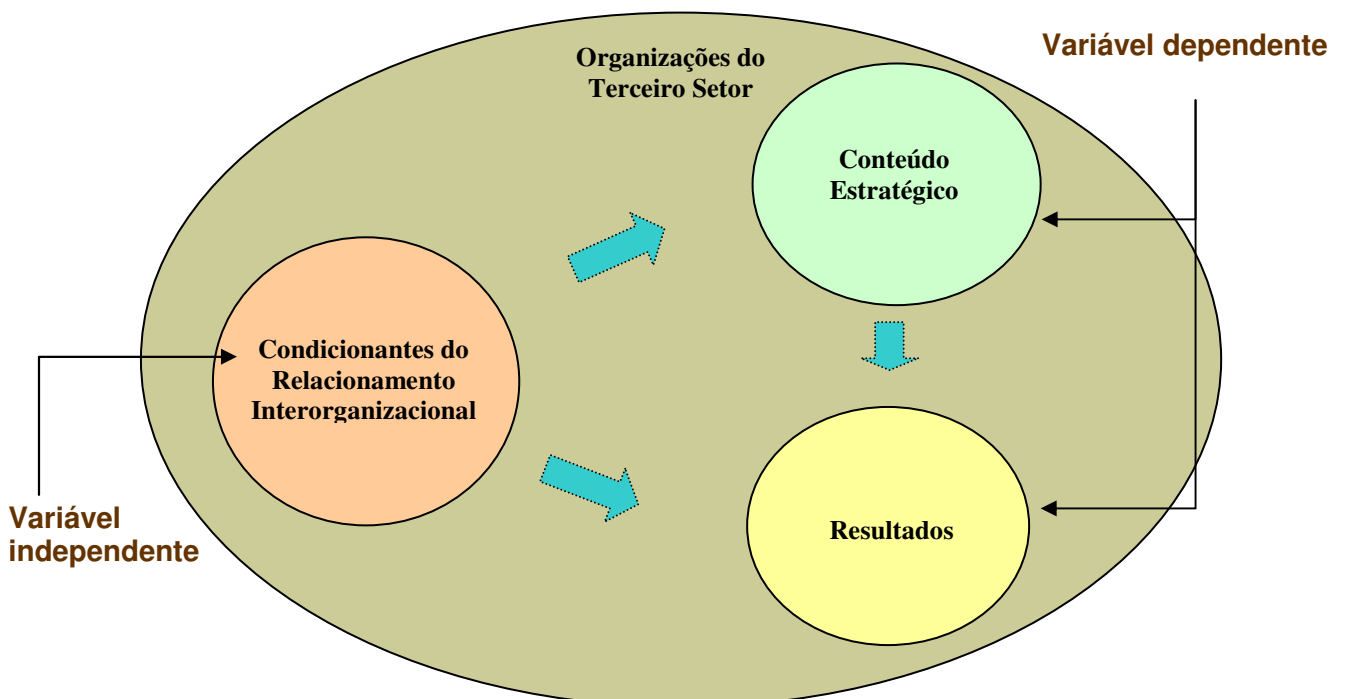 Organizações do
Terceiro Setor
Variável dependente
Conteúdo
Estratégico
Condicionantes do
Relacionamento
Interorganizacional
Variável
independente
Resultados